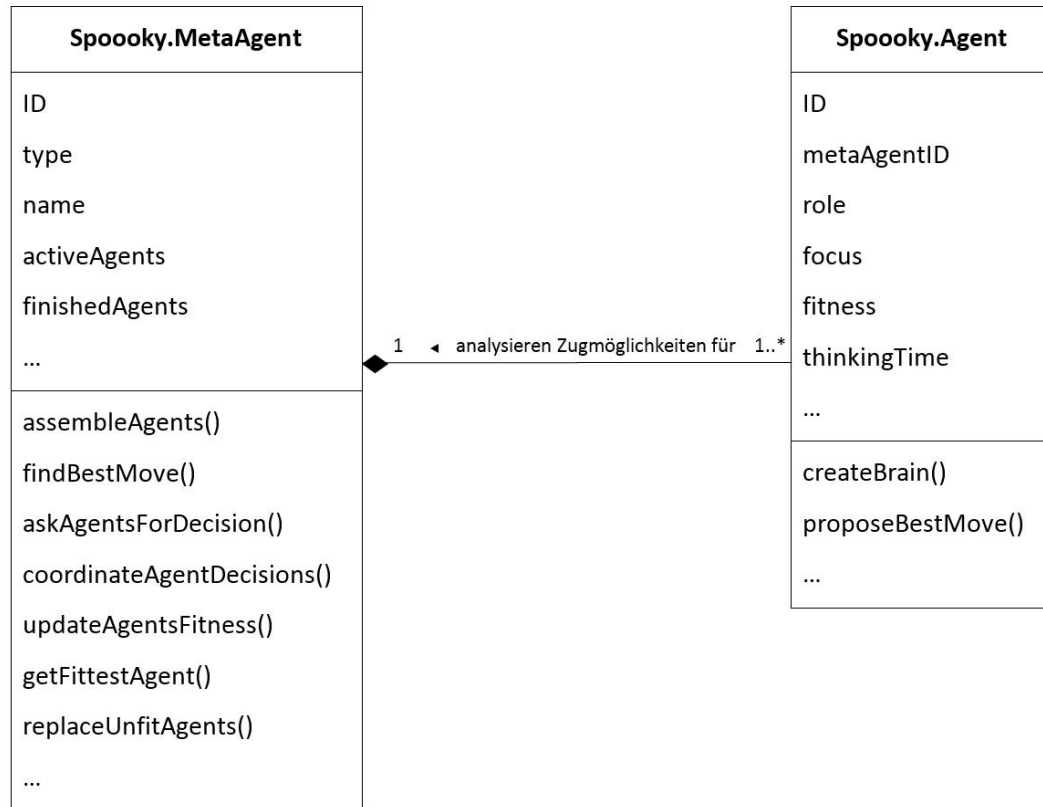 Spoooky.MetaAgent
ID
type
name
activeAgents
finishedAgents
...
assembleAgents()
findBestMove()
askAgentsForDecision()
coordinateAgentDecisions()
updateAgentsFitness()
getFittestAgent()
replaceUnfitAgents()
...
1 ◄ analysieren Zugmöglichkeiten für 1..*
Spoooky.Agent
ID
metaAgentID
role
focus
fitness
thinkingTime
...
createBrain()
proposeBestMove()
...